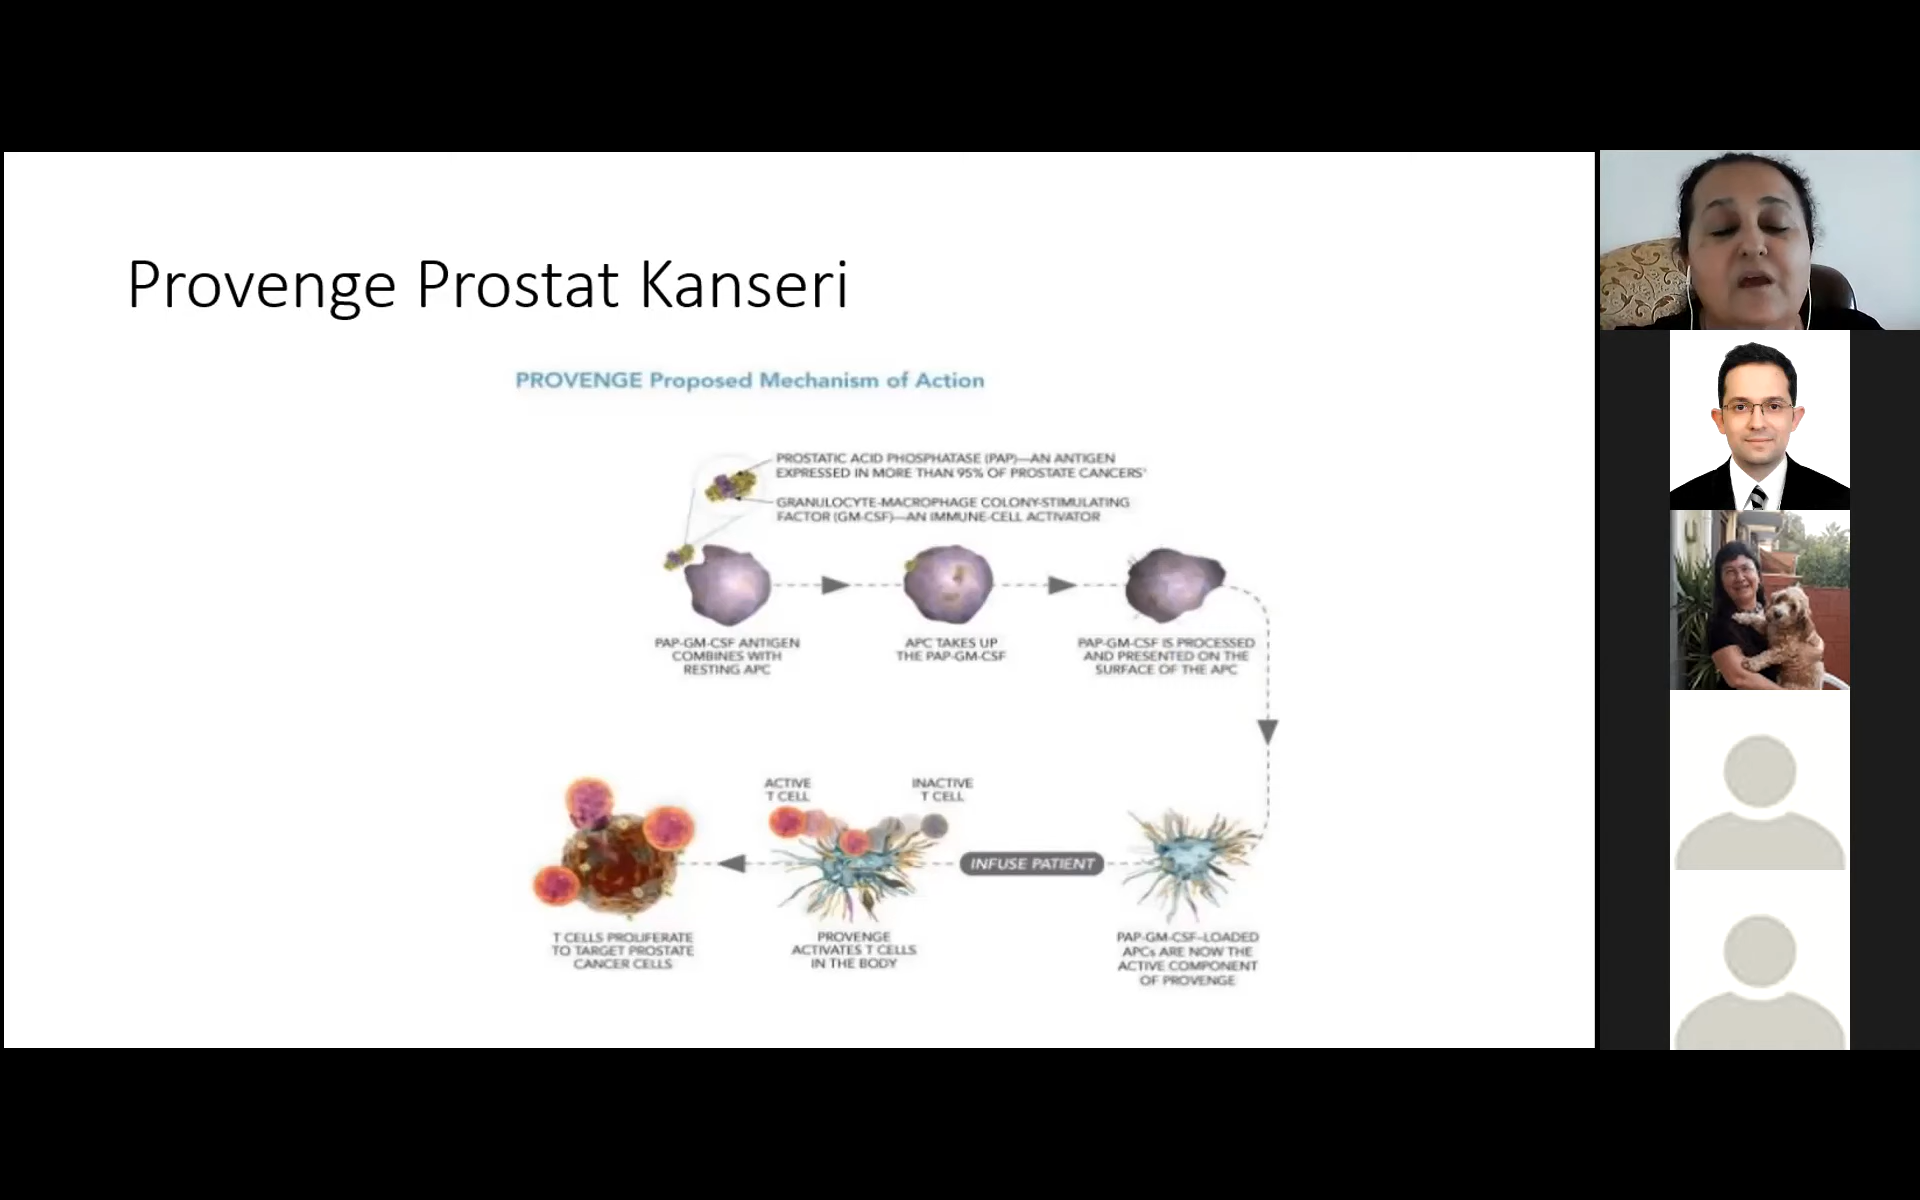 Provenge Prostat Kanseri
PROVENGE Proposed Mechanism of Action
PROSTATIC ACID PHOSPHATASE (PAP)—AN ANTIGEN
EXPRESSED IN MORE THAN 95% OF PROSTATE CANCERS¹
GRANULOCYTE-MACROPHAGE COLONY-STIMULATING
FACTOR (GM-CSF)—AN IMMUNE-CELL ACTIVATOR
PAP-GM-CSF ANTIGEN
COMBINES WITH
RESTING APC
APC TAKES UP
THE PAP-GM-CSF
PAP-GM-CSF IS PROCESSED
AND PRESENTED ON THE
SURFACE OF THE APC
ACTIVE
T CELL
INACTIVE
T CELL
INFUSE PATIENT
T CELLS PROLIFERATE
TO TARGET PROSTATE
CANCER CELLS
PROVENGE
ACTIVATES T CELLS
IN THE BODY
PAP-GM-CSF–LOADED
APCs ARE NOW THE
ACTIVE COMPONENT
OF PROVENGE